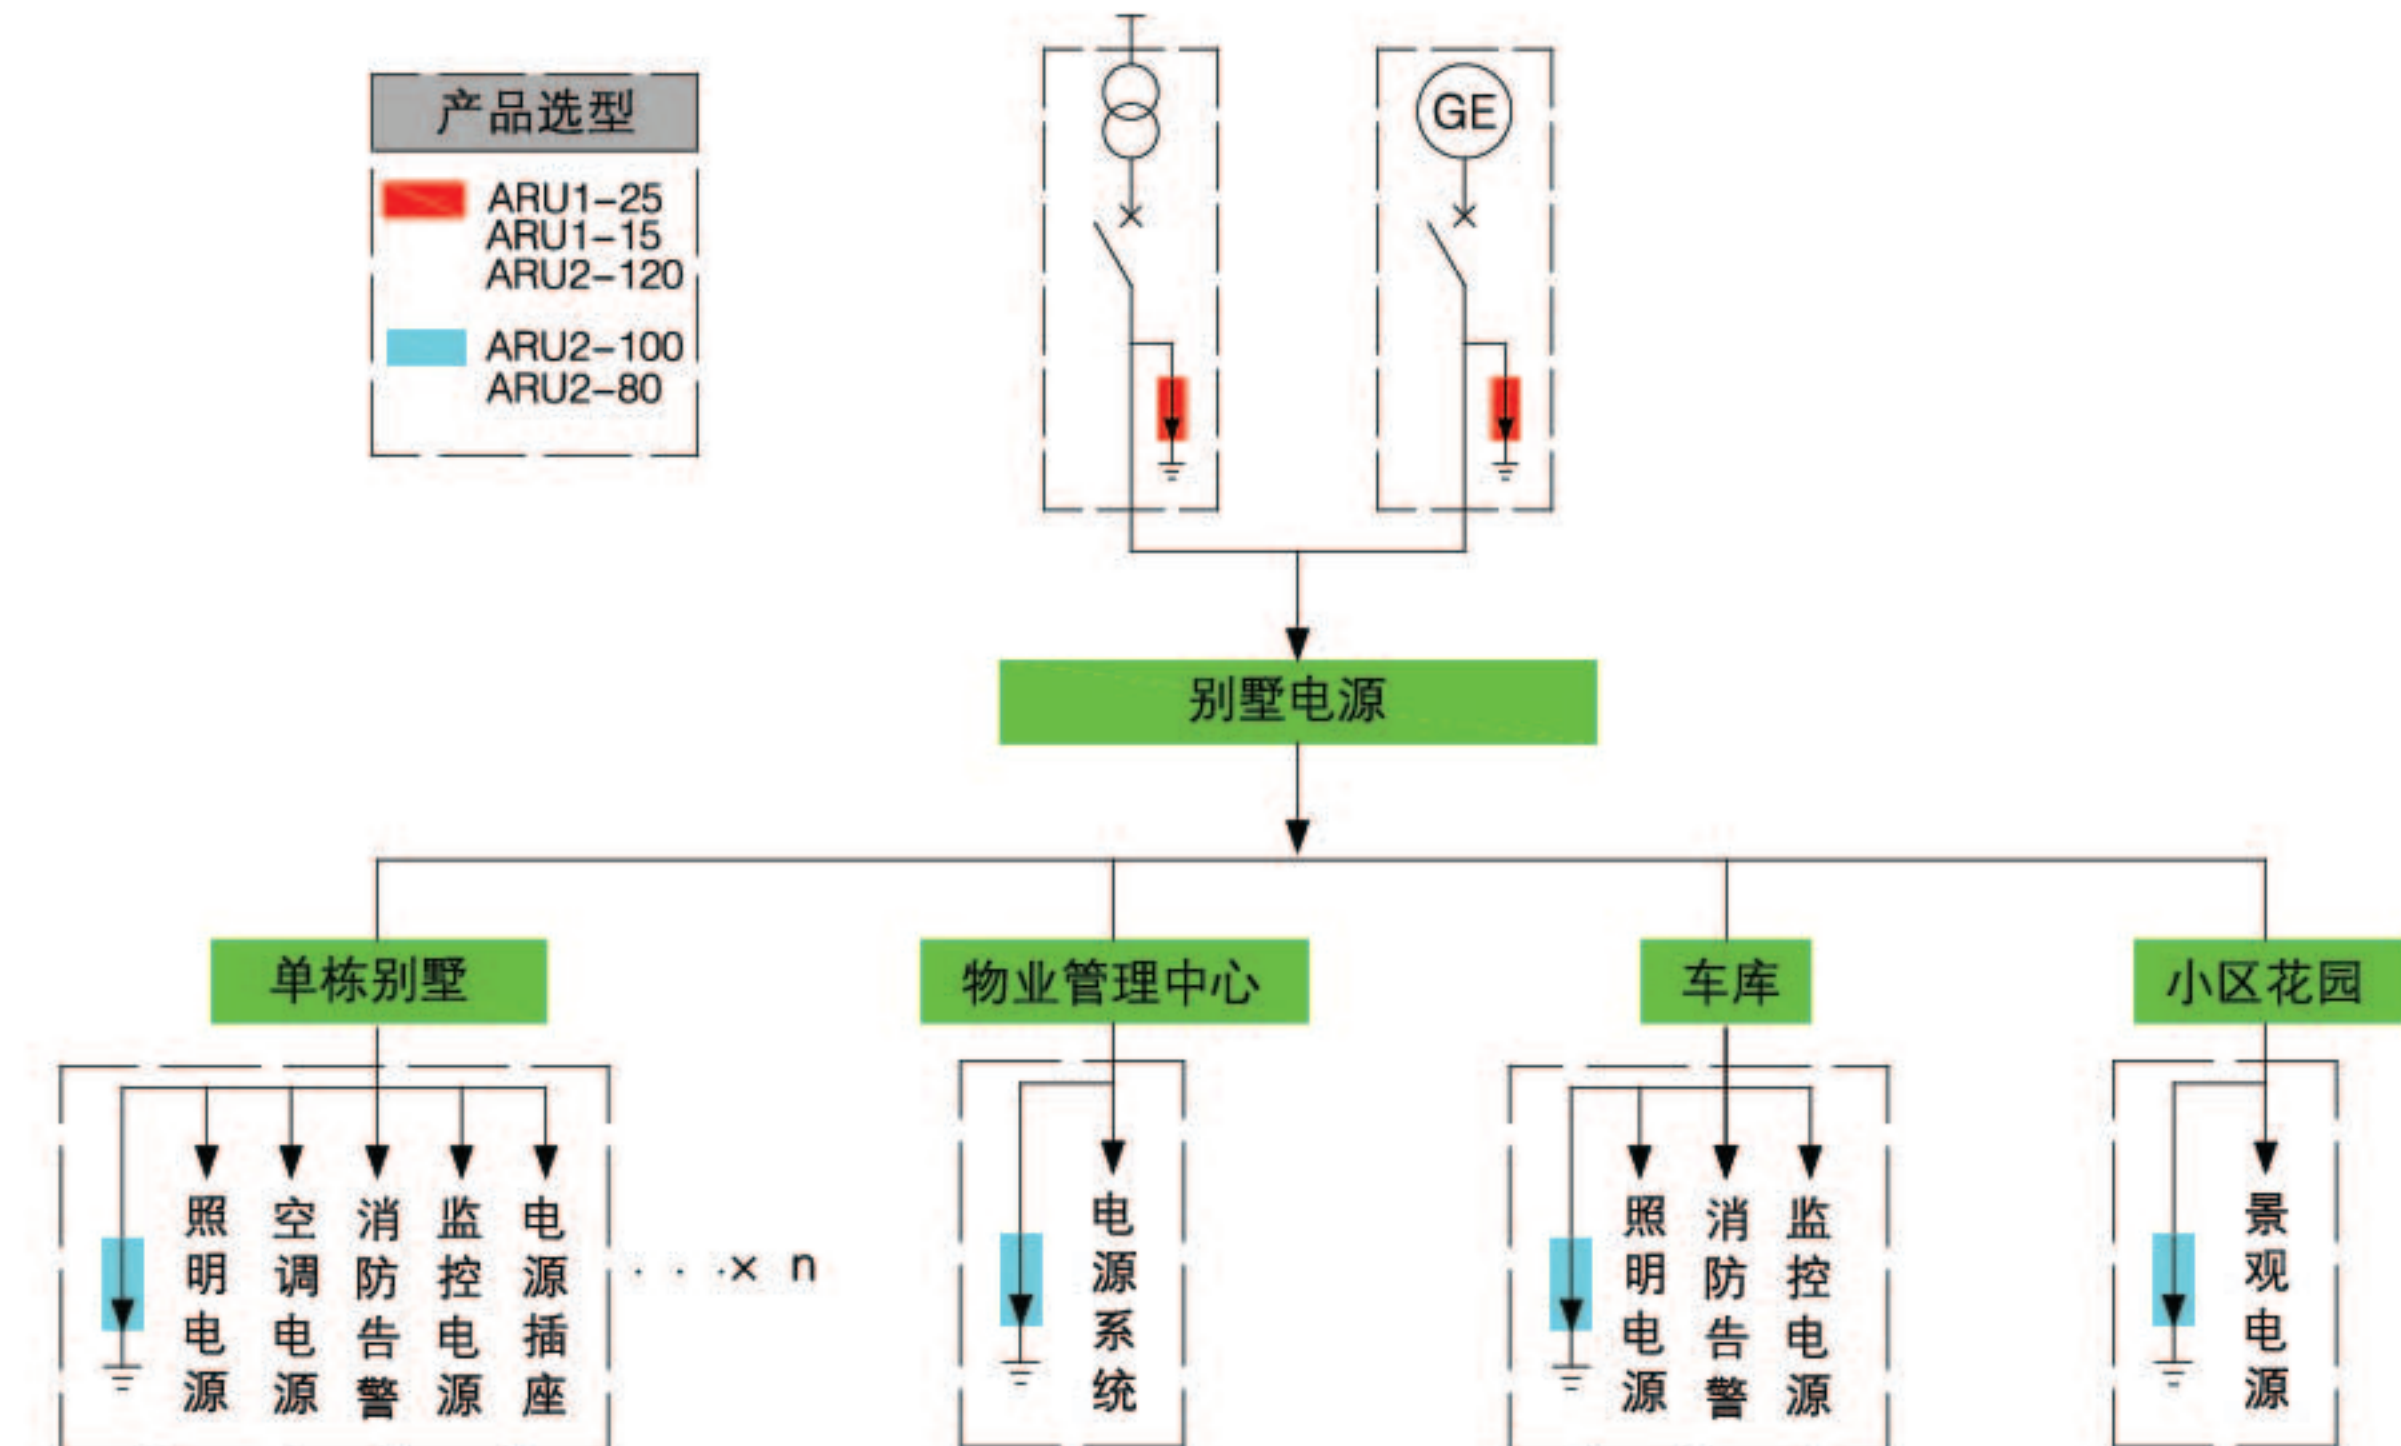 产品选型
ARU1-25
ARU1-15
ARU2-120
ARU2-100
ARU2-80
GE
别墅电源
单栋别墅
物业管理中心
车库
小区花园
照明电源
空调电源
消防告警
监控电源
电源插座
···× n
电源系统
照明电源
消防告警
监控电源
景观电源